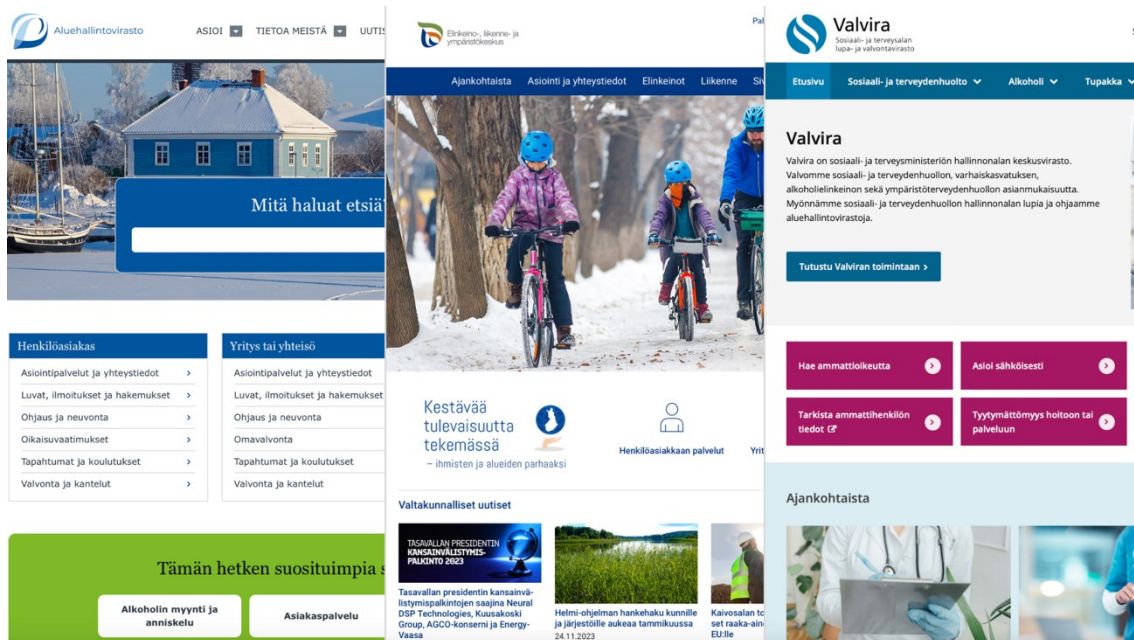 Aluehallintovirasto
ASIOI
TIETOA MEISTÄ
Mitä haluat etsiä
Henkilöasiakas
Asiointipalvelut ja yhteystiedot
Luvat, ilmoitukset ja hakemukset
Ohjaus ja neuvonta
Oikaisuvaatimukset
Tapahtumat ja koulutukset
Valvonta ja kantelut
Yritys tai yhteisö
Asiointipalvelut ja yhteystiedot
Luvat, ilmoitukset ja hakemukset
Ohjaus ja neuvonta
Omavalvonta
Tapahtumat ja koulutukset
Valvonta ja kantelut
Tämän hetken suosituimpia
Alkoholin myynti ja
anniskelu
Asiakaspalvelu
Elinkeino-, liikenne- ja
ympäristökeskus
Ajankohtaista
Asiointi ja yhteystiedot
Elinkeinot
Liikenne
Kestävää
tulevaisuutta
tekemässä
– ihmisten ja alueiden parhaaksi
Henkilöasiakkaan palvelut
Valtakunnalliset uutiset
TASAVALLAN PRESIDENTIN
KANSAINVÄLISTYMIS-
PALKINTO 2023
Tasavallan presidentin kansainvä-
listymispalkintojen saajina Neural
DSP Technologies, Kuusakoski
Group, AGCO-konserni ja Energy-
Vaasa
Helmi-ohjelman hankehaku kunnille
ja järjestöille aukeaa tammikuussa
24.11.2023
Kaivosalan to
set raaka-ain
EU:lle
Valvira
Sosiaali- ja terveysalan
lupa- ja valvontavirasto
Etusivu
Sosiaali- ja terveydenhuolto
Alkoholi
Tupakka
Valvira
Valvira on sosiaali- ja terveysministeriön hallinnonalan keskusvirasto.
Valvomme sosiaali- ja terveydenhuollon, varhaiskasvatuksen,
alkoholielinkeinon sekä ympäristöterveydenhuollon asianmukaisuutta.
Myönnämme sosiaali- ja terveydenhuollon hallinnonalan lupia ja ohjaamme
aluehallintovirastoja.
Tutustu Valviran toimintaan
Hae ammattioikeutta
Asioi sähköisesti
Tarkista ammattihenkilön
tiedot
Tyytymättömyys hoitoon tai
palveluun
Ajankohtaista